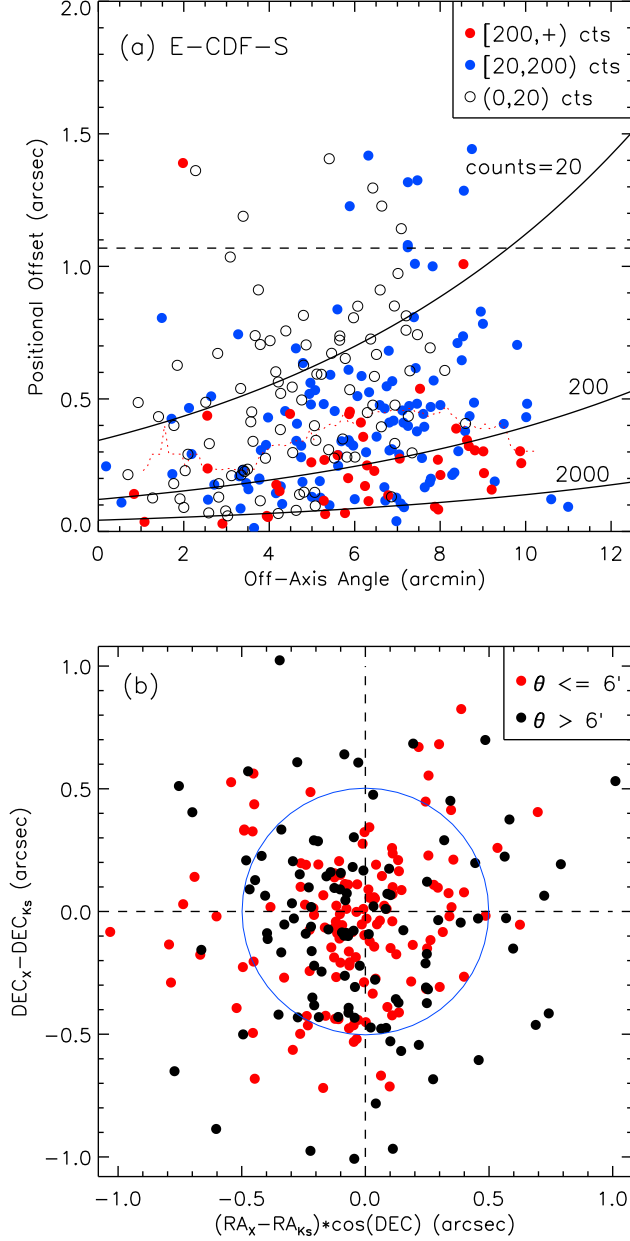 2.0
(a) E-CDF-S
[200,+) cts
[20,200) cts
(0,20) cts
1.5
counts=20
1.0
200
0.5
2000
0.0
Positional Offset (arcsec)
0 2 4 6 8 10 12
Off-Axis Angle (arcmin)
1.0
(b)
θ <= 6'
θ > 6'
0.5
0.0
-0.5
-1.0
DECX-DECKs (arcsec)
-1.0 -0.5 0.0 0.5 1.0
(RAX-RAKs)*cos(DEC) (arcsec)